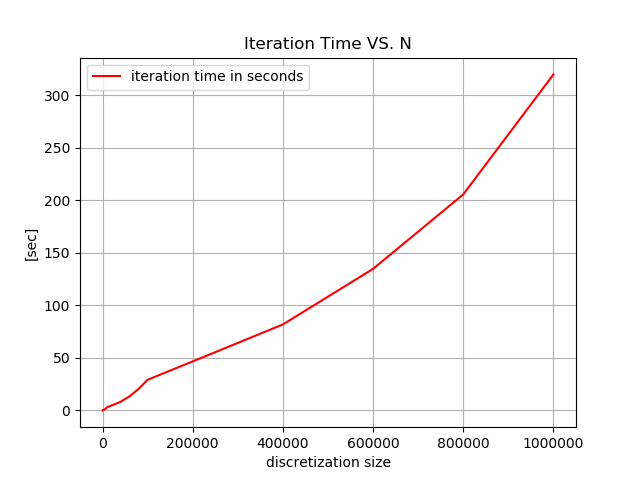 Iteration Time VS. N
iteration time in seconds
300
250
200
150
100
50
0
[sec]
0 200000 400000 600000 800000 1000000
discretization size